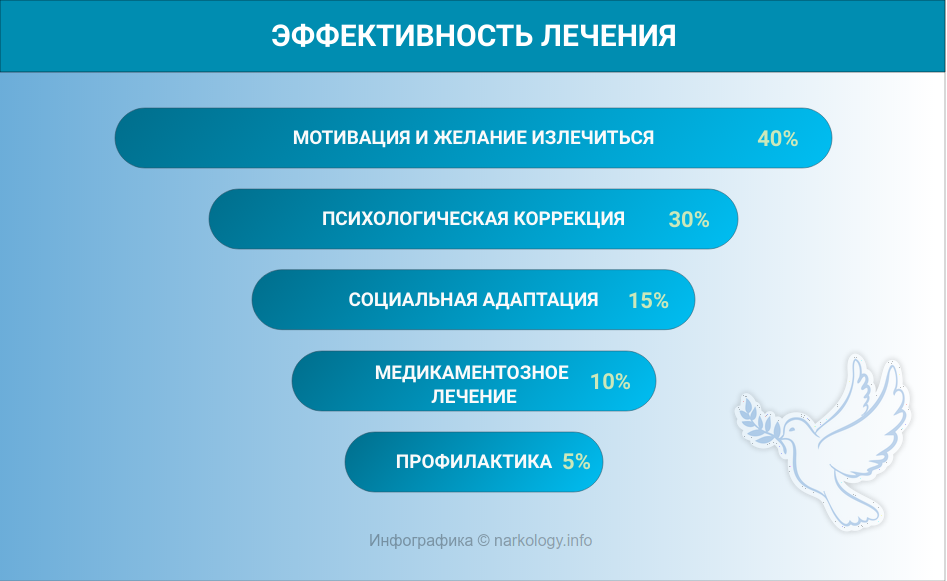 ЭФФЕКТИВНОСТЬ ЛЕЧЕНИЯ
МОТИВАЦИЯ И ЖЕЛАНИЕ ИЗЛЕЧИТЬСЯ 40%
ПСИХОЛОГИЧЕСКАЯ КОРРЕКЦИЯ 30%
СОЦИАЛЬНАЯ АДАПТАЦИЯ 15%
МЕДИКАМЕНТОЗНОЕ
ЛЕЧЕНИЕ 10%
ПРОФИЛАКТИКА 5%
Инфографика © narkology.info